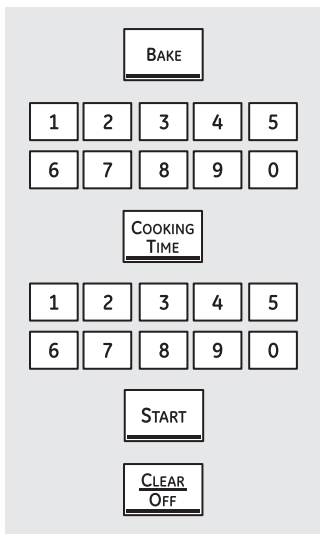 BAKE
1 2 3 4 5
6 7 8 9 0
COOKING
TIME
1 2 3 4 5
6 7 8 9 0
START
CLEAR
OFF